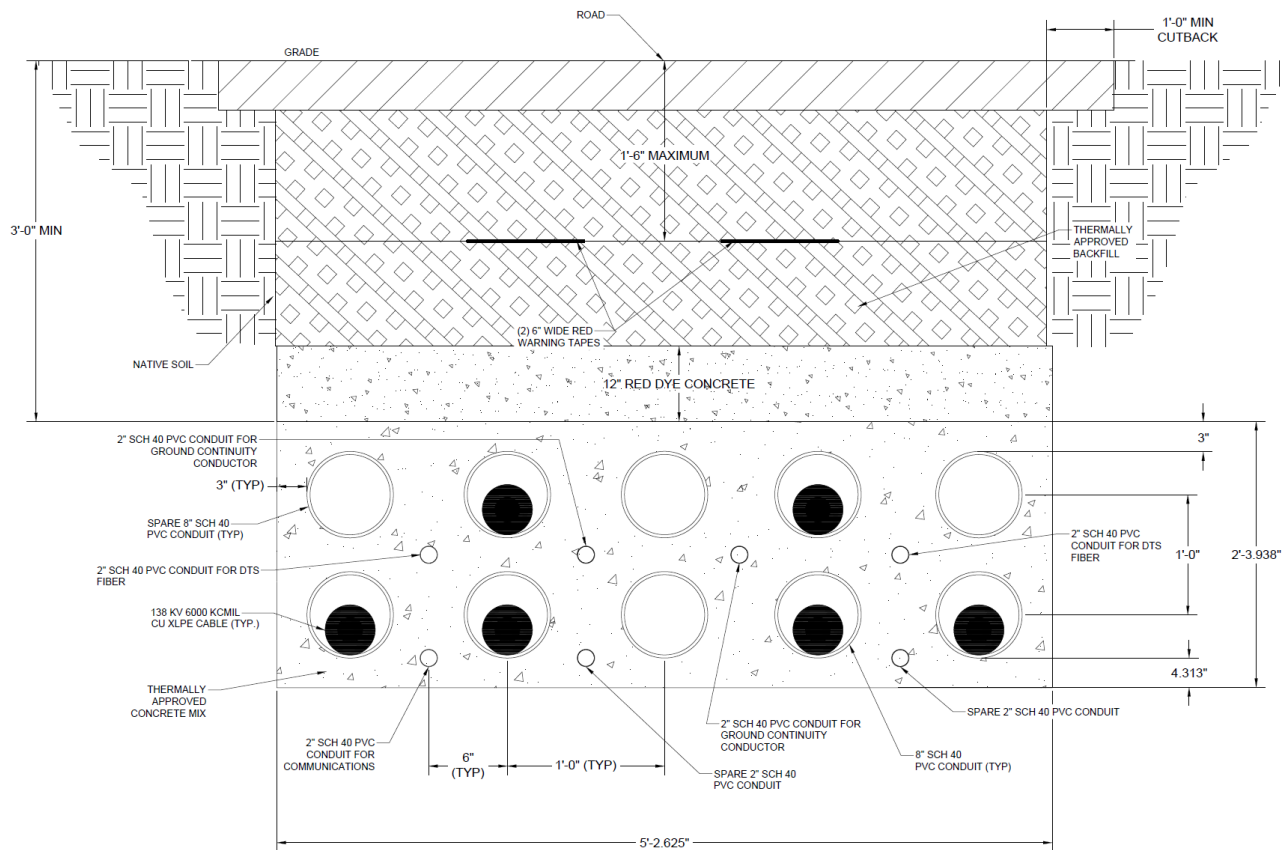 ROAD
1'-0" MIN
CUTBACK
GRADE
1'-6" MAXIMUM
3'-0" MIN
THERMALLY
APPROVED
BACKFILL
(2) 6" WIDE RED
WARNING TAPES
NATIVE SOIL
12" RED DYE CONCRETE
2" SCH 40 PVC CONDUIT FOR
GROUND CONTINUITY
CONDUCTOR
3"
3" (TYP)
SPARE 8" SCH 40
PVC CONDUIT (TYP)
2" SCH 40 PVC
CONDUIT FOR DTS
FIBER
1'-0"
2'-3.938"
2" SCH 40 PVC CONDUIT FOR DTS
FIBER
138 KV 6000 KCMIL
CU XLPE CABLE (TYP.)
4.313"
THERMALLY
APPROVED
CONCRETE MIX
SPARE 2" SCH 40 PVC CONDUIT
2" SCH 40 PVC
CONDUIT FOR
COMMUNICATIONS
6"
(TYP)
1'-0" (TYP)
2" SCH 40 PVC CONDUIT FOR
GROUND CONTINUITY
CONDUCTOR
8" SCH 40
PVC CONDUIT (TYP)
SPARE 2" SCH 40
PVC CONDUIT
5'-2.625"